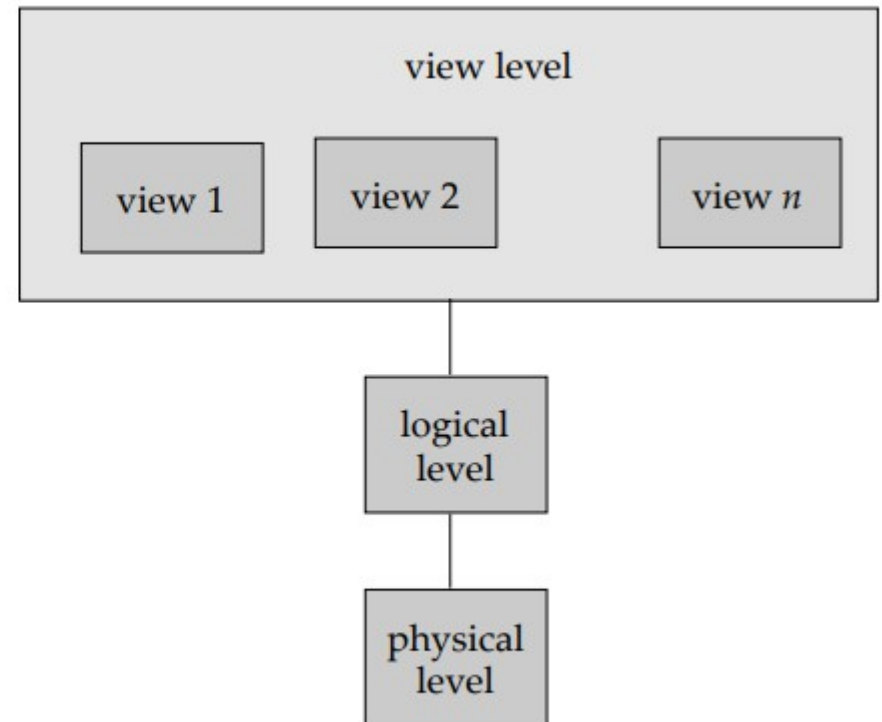 view level
view 1
view 2
view n
logical
level
physical
level